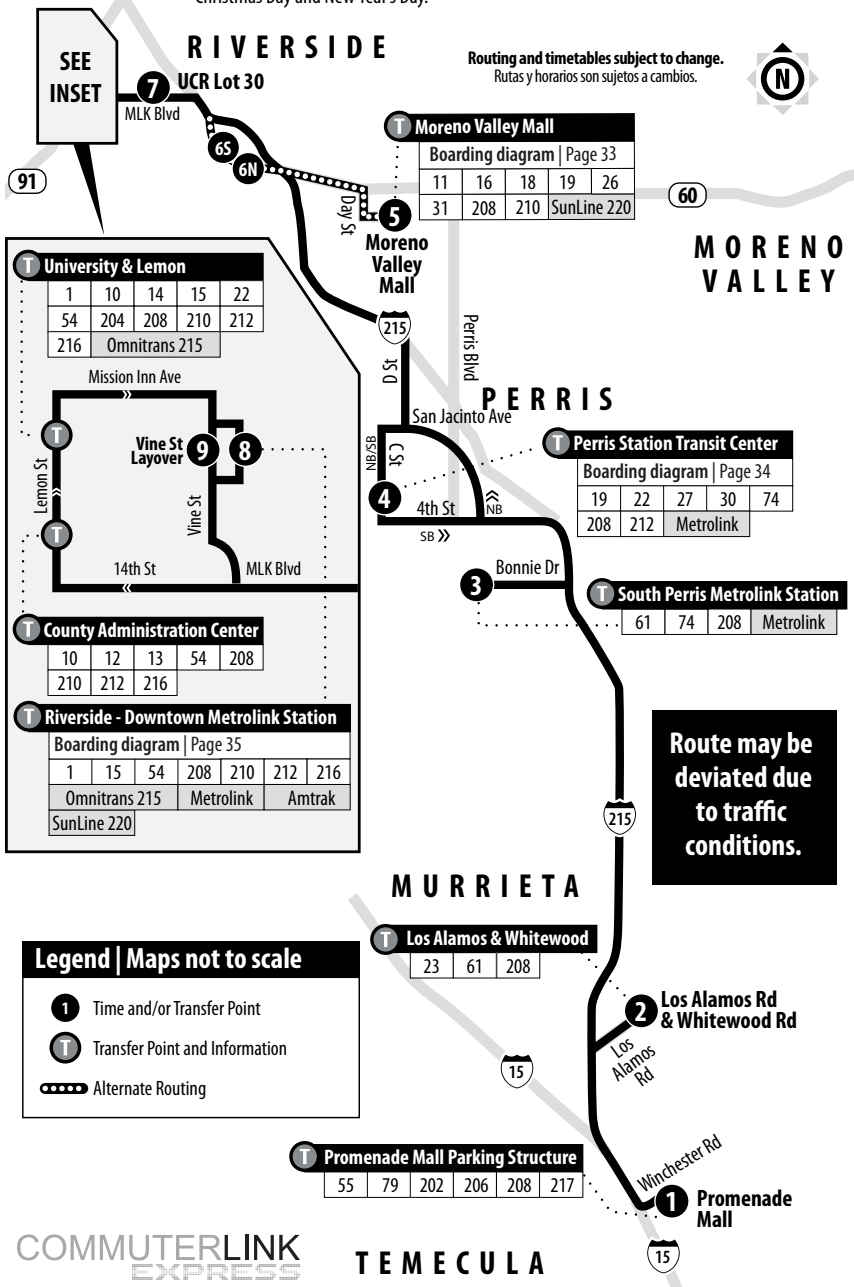 Christmas Day and New Year's Day.
RIVERSIDE
SEE
INSET
Routing and timetables subject to change.
Rutas y horarios son sujetos a cambios.
N
7 UCR Lot 30
MLK Blvd
6S
6N
91
T Moreno Valley Mall
Boarding diagram | Page 33
11 16 18 19 26
31 208 210 SunLine 220
60
Day St
5
Moreno
Valley
Mall
MORENO
VALLEY
T University & Lemon
1 10 14 15 22
54 204 208 210 212
216 Omnitrans 215
Mission Inn Ave
T
Vine St
Layover
9
8
Lemon St
Vine St
T
14th St
MLK Blvd
T County Administration Center
10 12 13 54 208
210 212 216
T Riverside - Downtown Metrolink Station
Boarding diagram | Page 35
1 15 54 208 210 212 216
Omnitrans 215 Metrolink Amtrak
SunLine 220
215
D St
Perris Blvd
PERRIS
San Jacinto Ave
NB/SB
C St
4
4th St
NB
SB
T Perris Station Transit Center
Boarding diagram | Page 34
19 22 27 30 74
208 212 Metrolink
Bonnie Dr
3
T South Perris Metrolink Station
61 74 208 Metrolink
Route may be
deviated due
to traffic
conditions.
215
MURRIETA
T Los Alamos & Whitewood
23 61 208
2
Los Alamos Rd
& Whitewood Rd
Los
Alamos
Rd
15
Legend | Maps not to scale
1 Time and/or Transfer Point
T Transfer Point and Information
Alternate Routing
T Promenade Mall Parking Structure
55 79 202 206 208 217
Winchester Rd
1
Promenade
Mall
15
COMMUTERLINK
EXPRESS
TEMECULA